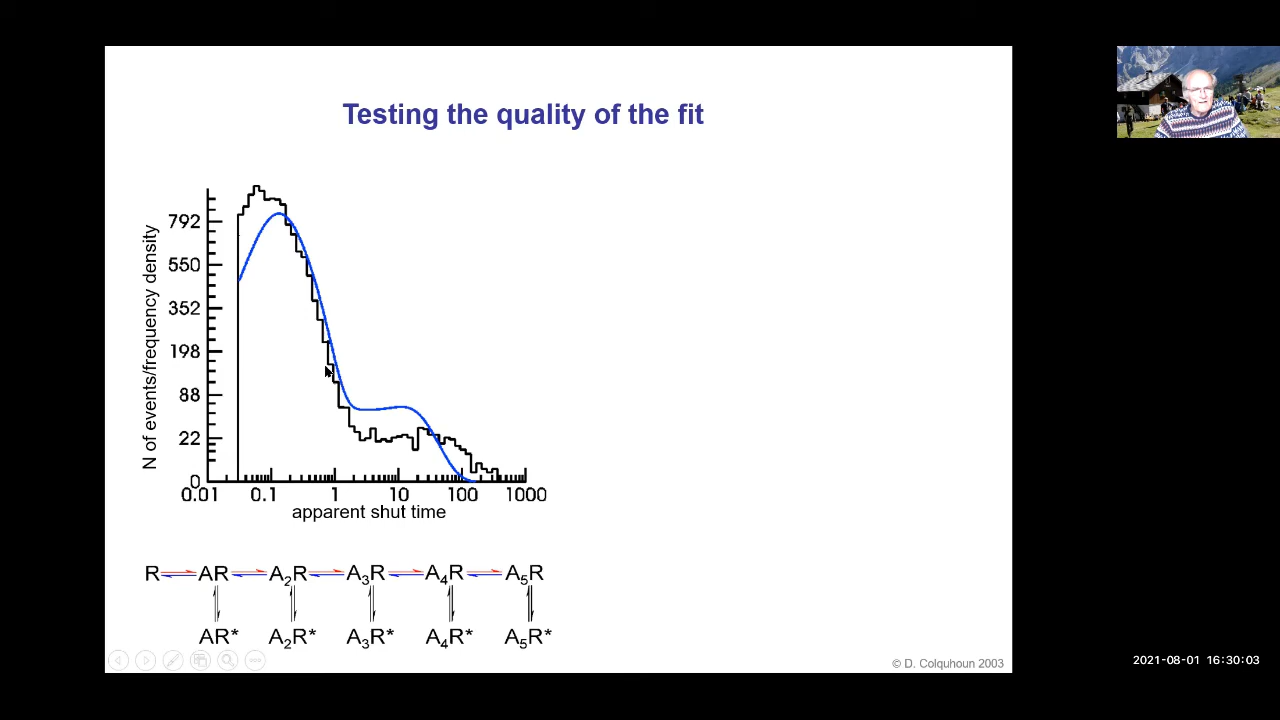 Testing the quality of the fit
N of events/frequency density
792
550
352
198
88
22
0
0.01 0.1 1 10 100 1000
apparent shut time
R AR A₂R A₃R A₄R A₅R
AR* A₂R* A₃R* A₄R* A₅R*
© D. Colquhoun 2003
2021-08-01 16:30:03